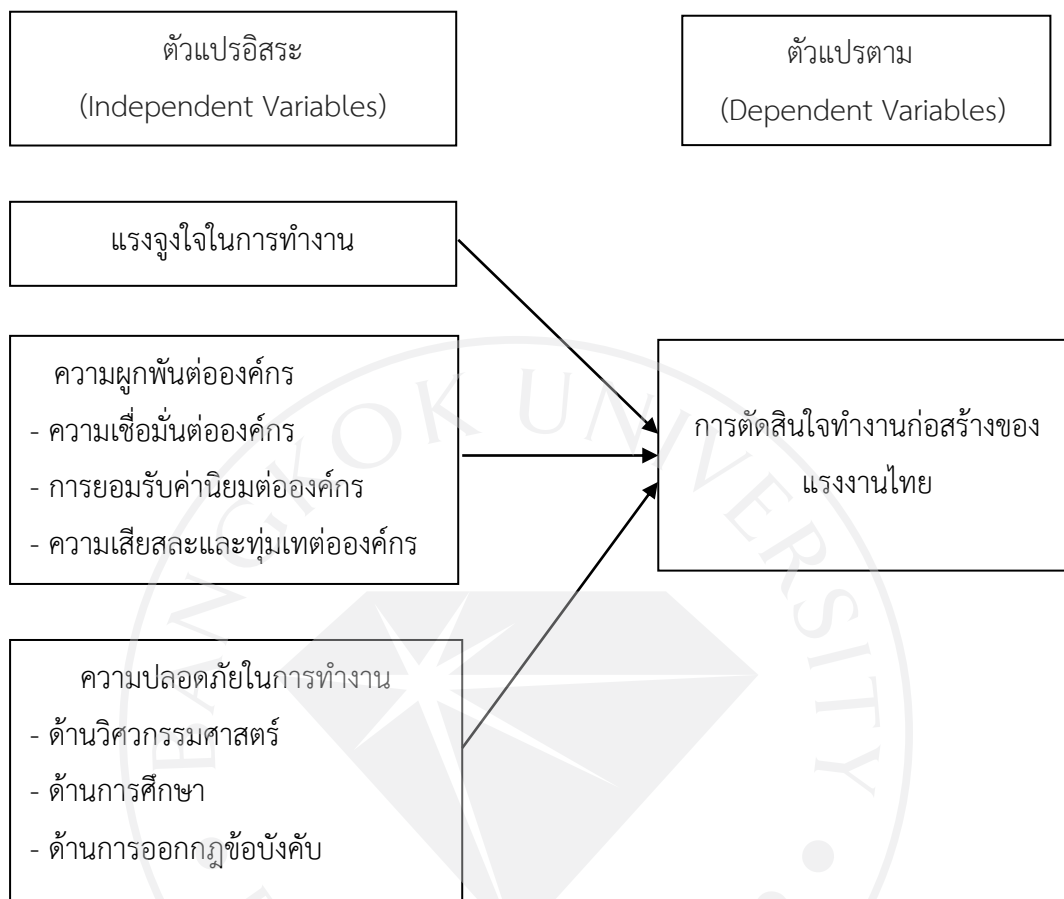 ตัวแปรอิสระ
(Independent Variables)
ตัวแปรตาม
(Dependent Variables)
แรงจูงใจในการทำงาน
ความผูกพันต่อองค์กร
- ความเชื่อมั่นต่อองค์กร
- การยอมรับค่านิยมต่อองค์กร
- ความเสียสละและทุ่มเทต่อองค์กร
การตัดสินใจทำงานก่อสร้างของ
แรงงานไทย
ความปลอดภัยในการทำงาน
- ด้านวิศวกรรมศาสตร์
- ด้านการศึกษา
- ด้านการออกกฎข้อบังคับ
BANGKOK UNIVERSITY